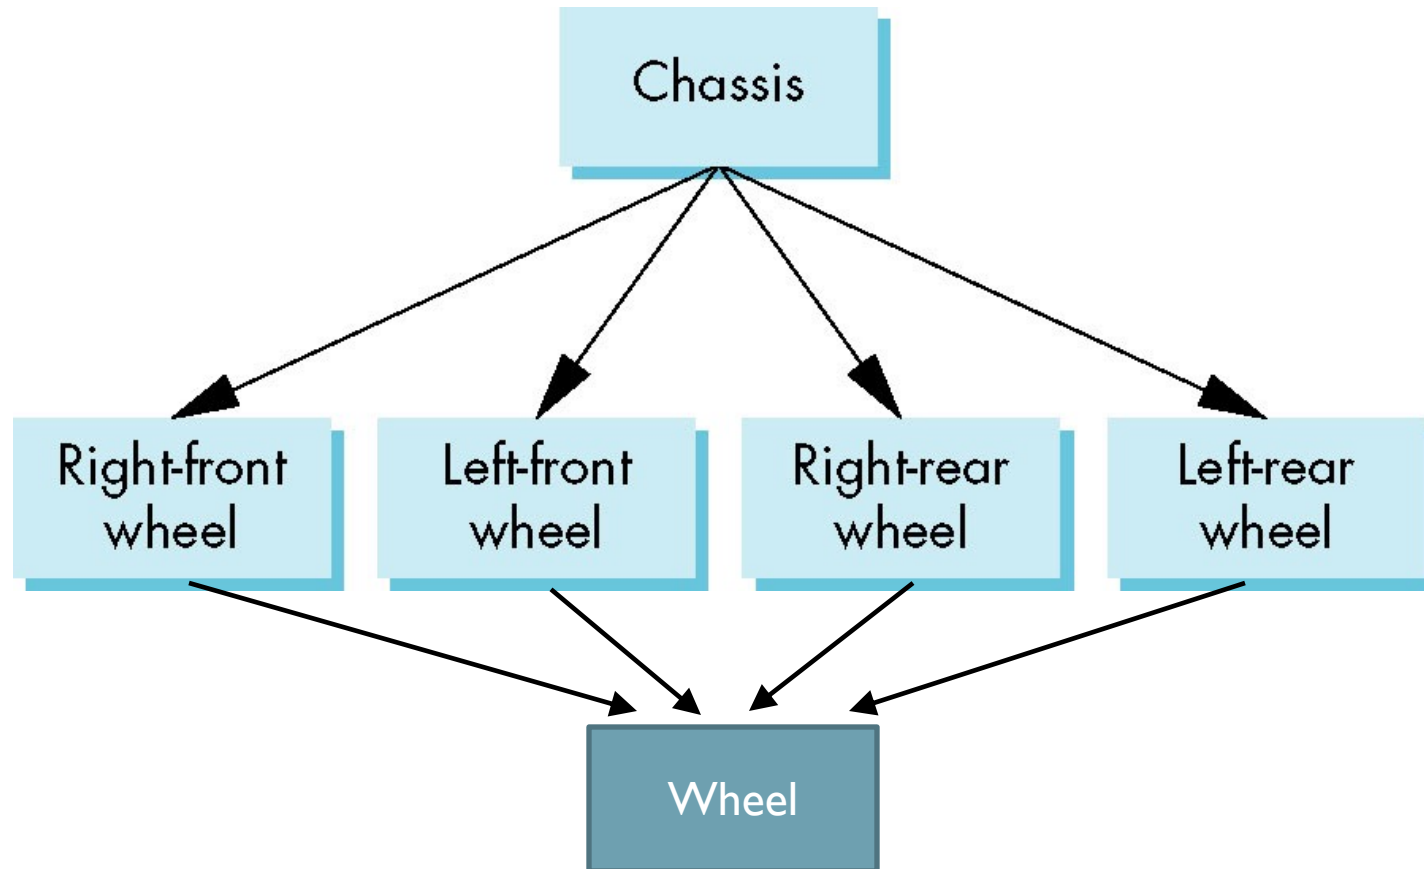 Chassis
Right-front
wheel
Left-front
wheel
Right-rear
wheel
Left-rear
wheel
Wheel